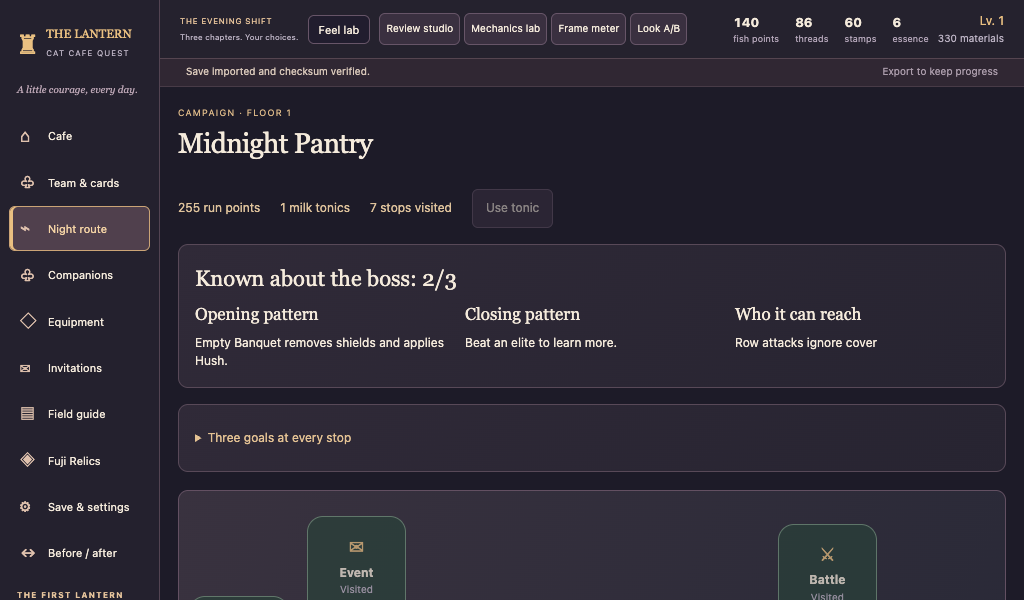 THE LANTERN
CAT CAFE QUEST
A little courage, every day.
Cafe
Team & cards
Night route
Companions
Equipment
Invitations
Field guide
Fuji Relics
Save & settings
Before / after
THE FIRST LANTERN
THE EVENING SHIFT
Three chapters. Your choices.
Feel lab
Review studio
Mechanics lab
Frame meter
Look A/B
140
fish points
86
threads
60
stamps
6
essence
Lv. 1
330 materials
Save imported and checksum verified.
Export to keep progress
CAMPAIGN · FLOOR 1
Midnight Pantry
255 run points
1 milk tonics
7 stops visited
Use tonic
Known about the boss: 2/3
Opening pattern
Empty Banquet removes shields and applies
Hush.
Closing pattern
Beat an elite to learn more.
Who it can reach
Row attacks ignore cover
Three goals at every stop
Event
Visited
Battle
Visited